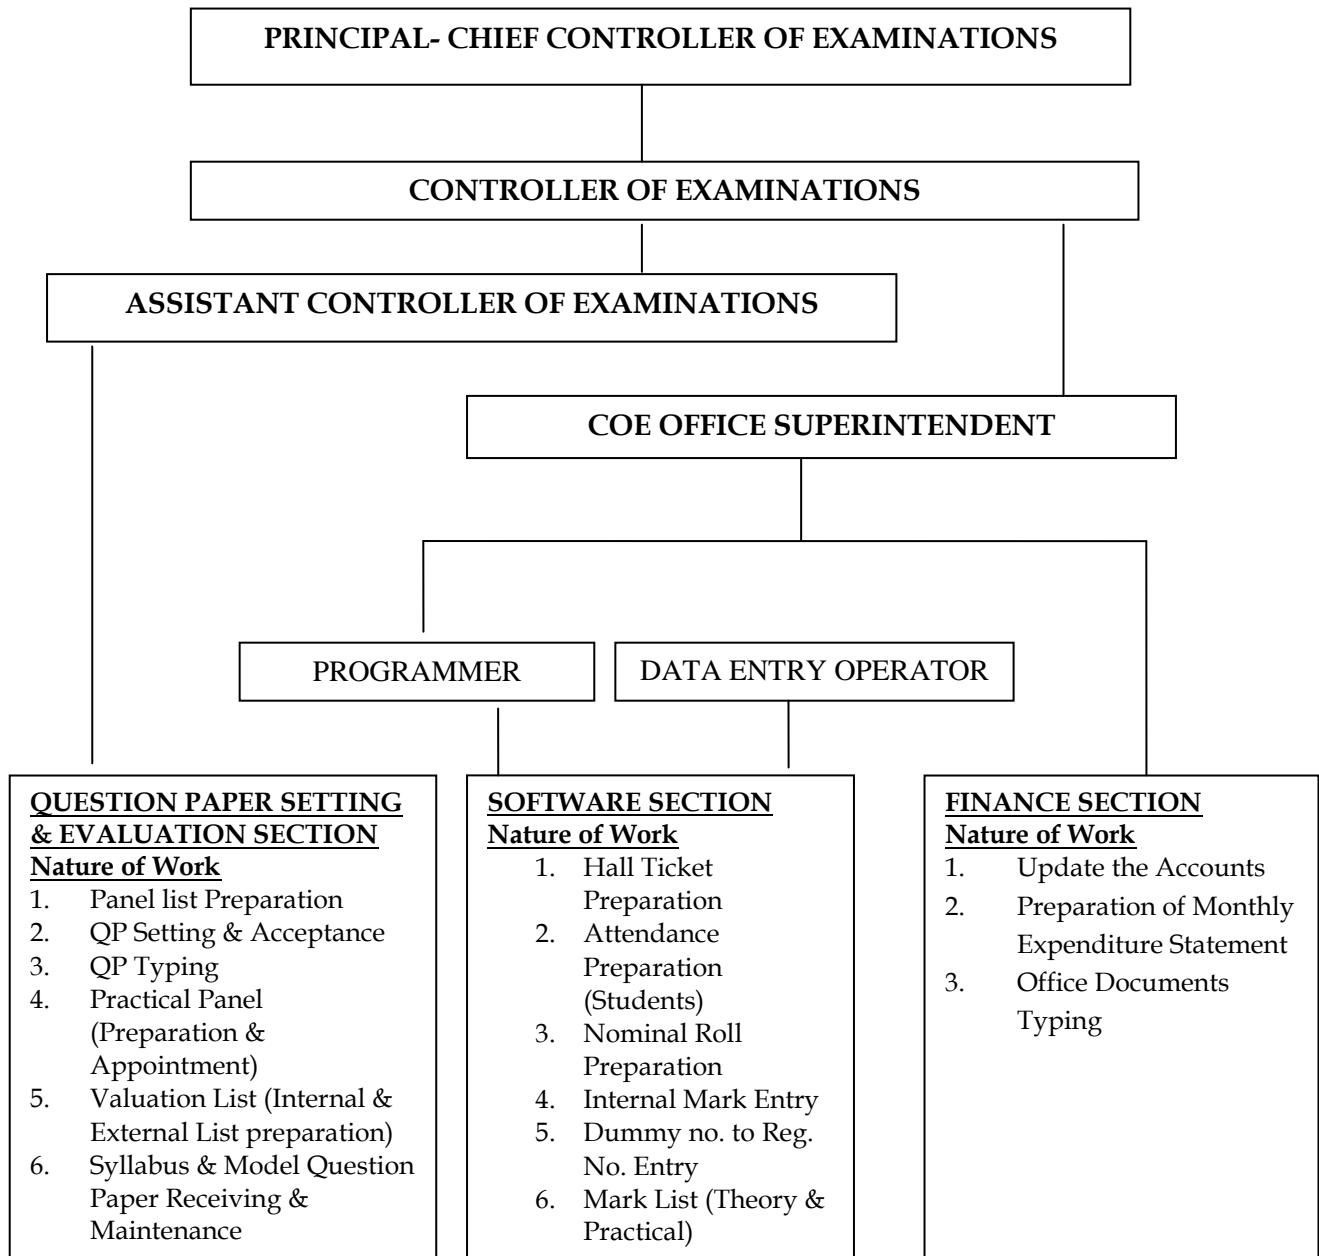 PRINCIPAL- CHIEF CONTROLLER OF EXAMINATIONS
CONTROLLER OF EXAMINATIONS
ASSISTANT CONTROLLER OF EXAMINATIONS
COE OFFICE SUPERINTENDENT
PROGRAMMER
DATA ENTRY OPERATOR
QUESTION PAPER SETTING
& EVALUATION SECTION
Nature of Work
1. Panel list Preparation
2. QP Setting & Acceptance
3. QP Typing
4. Practical Panel
(Preparation &
Appointment)
5. Valuation List (Internal &
External List preparation)
6. Syllabus & Model Question
Paper Receiving &
Maintenance
SOFTWARE SECTION
Nature of Work
1. Hall Ticket
Preparation
2. Attendance
Preparation
(Students)
3. Nominal Roll
Preparation
4. Internal Mark Entry
5. Dummy no. to Reg.
No. Entry
6. Mark List (Theory &
Practical)
FINANCE SECTION
Nature of Work
1. Update the Accounts
2. Preparation of Monthly
Expenditure Statement
3. Office Documents
Typing